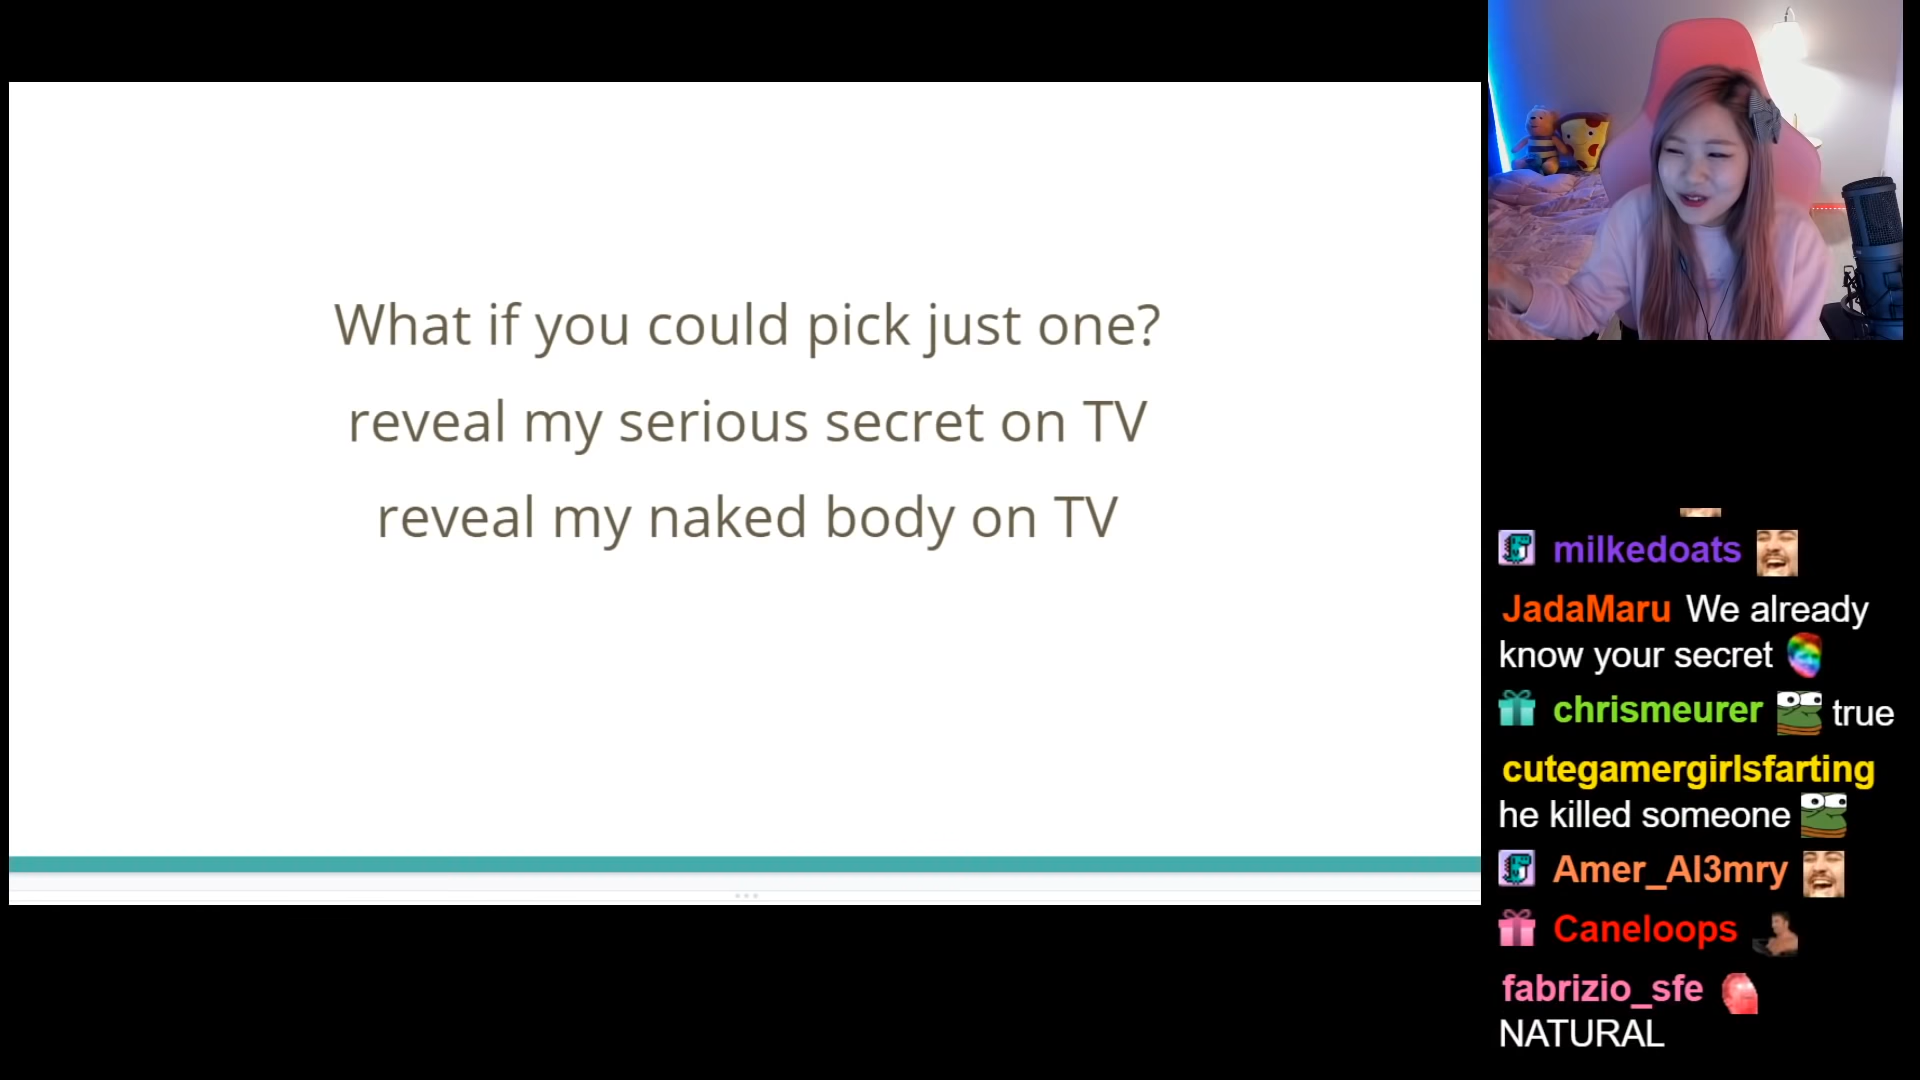 What if you could pick just one?
reveal my serious secret on TV
reveal my naked body on TV
milkedoats
JadaMaru We already
know your secret
chrismeurer true
cutegamergirlsfarting
he killed someone
Amer_Al3mry
Caneloops
fabrizio_sfe
NATURAL